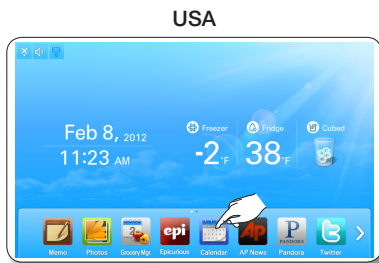 USA
Feb 8, 2012
11:23 AM
Freezer
-2°F
Fridge
38°F
Cubed
2
epi
Ap
P
PANDORA
Memo
Photos
Grocery Mgr.
Epicurious
Calendar
AP News
Pandora
Twitter